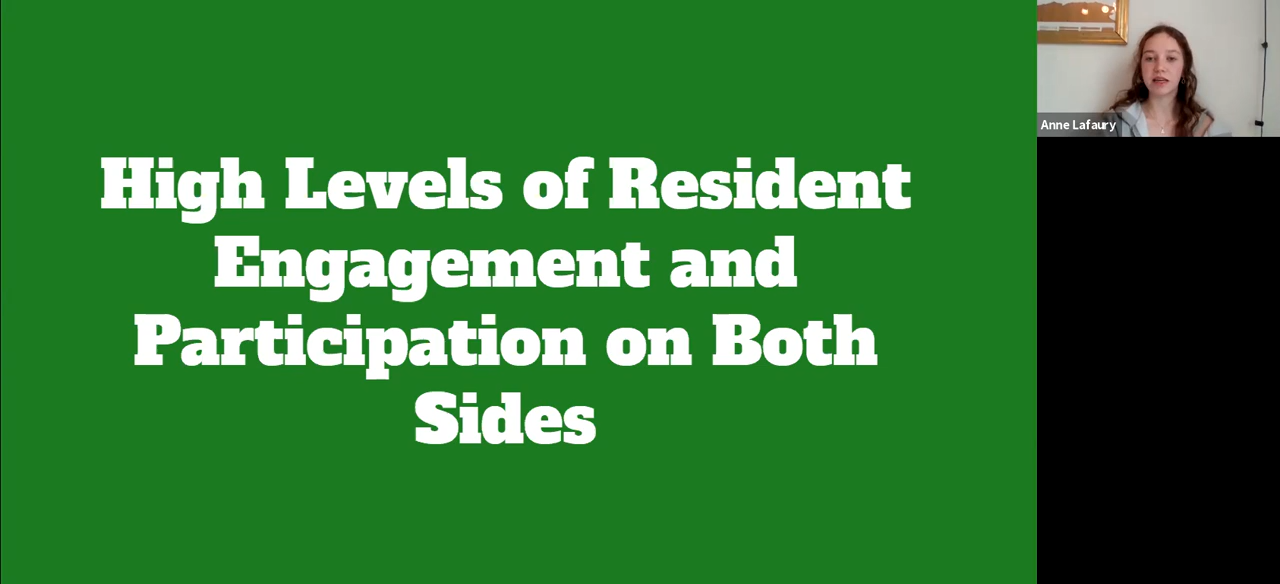 High Levels of Resident
Engagement and
Participation on Both
Sides
Anne Lafaury